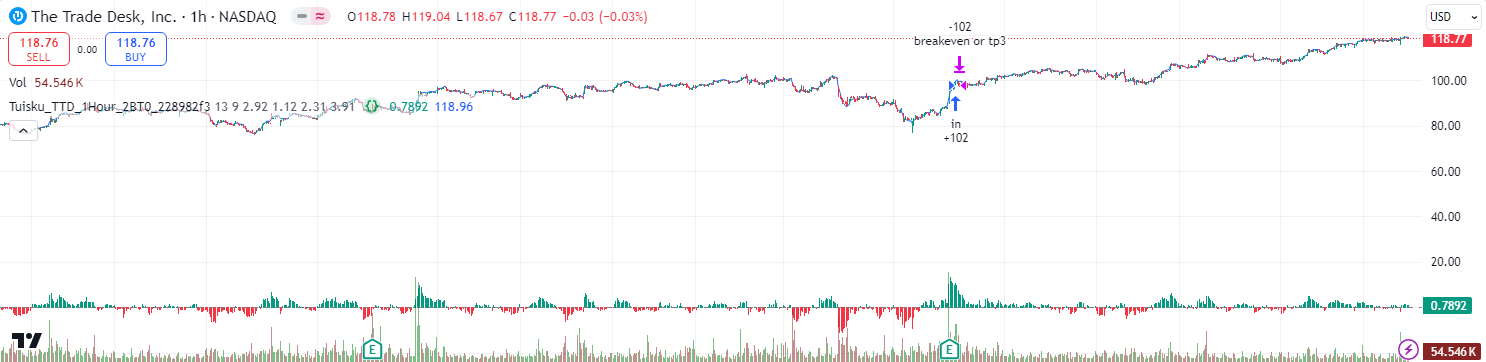 The Trade Desk, Inc. · 1h · NASDAQ O118.78 H119.04 L118.67 C118.77 −0.03 (−0.03%)
USD
118.76 SELL
0.00
118.76 BUY
Vol 54.546 K
Tuisku_TTD_1Hour_2BT0_228982f3 13 9 2.92 1.12 2.31 3.91 {} 0.7892 118.96
-102
breakeven or tp3
in
+102
118.77
100.00
80.00
60.00
40.00
20.00
0.7892
54.546 K
E
E